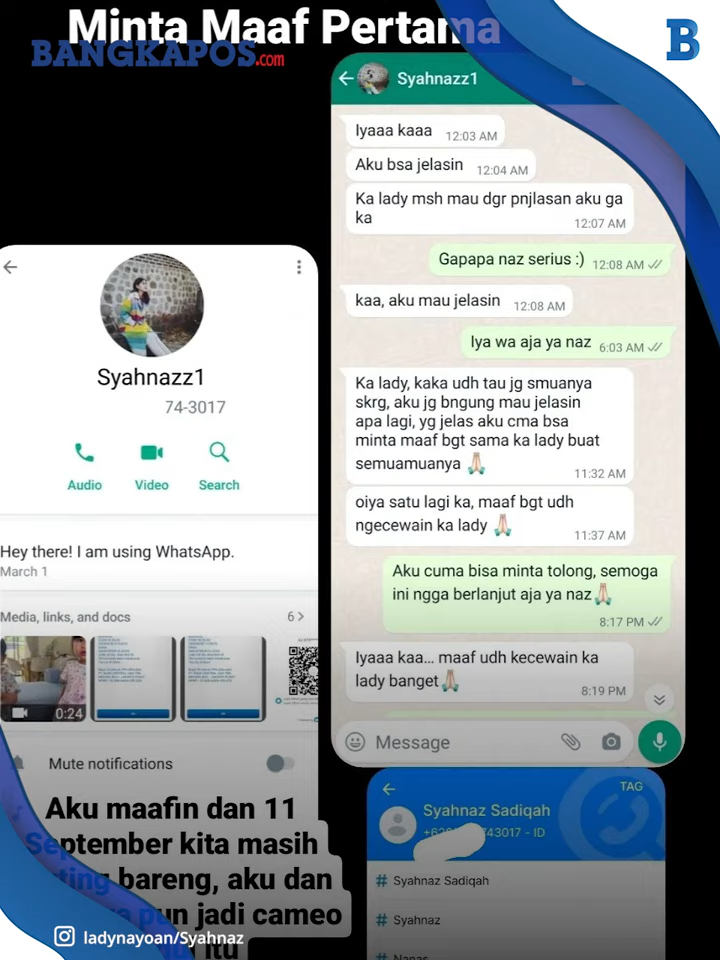 Minta Maaf Pertama
BANGKAPOS.com
B
Syahnazz1
Iyaaa kaaa 12:03 AM
Aku bsa jelasin 12:04 AM
Ka lady msh mau dgr pnjlasan aku ga
ka 12:07 AM
Gapapa naz serius :) 12:08 AM
kaa, aku mau jelasin 12:08 AM
Iya wa aja ya naz 6:03 AM
Ka lady, kaka udh tau jg smuanya
skrg, aku jg bngung mau jelasin
apa lagi, yg jelas aku cma bsa
minta maaf bgt sama ka lady buat
semuamuanya 🙏🏻
11:32 AM
oiya satu lagi ka, maaf bgt udh
ngecewain ka lady 🙏🏻
11:37 AM
Aku cuma bisa minta tolong, semoga
ini ngga berlanjut aja ya naz🙏🏻
8:17 PM
Iyaaa kaa... maaf udh kecewain ka
lady banget🙏🏻 8:19 PM
Message
Syahnazz1
74-3017
Audio Video Search
Hey there! I am using WhatsApp.
March 1
Media, links, and docs 6 >
0:24
Mute notifications
Aku maafin dan 11
September kita masih
bareng, aku dan
pun jadi cameo
itu
TAG
Syahnaz Sadiqah
43017 - ID
# Syahnaz Sadiqah
# Syahnaz
# Nanas
ladynayoan/Syahnaz